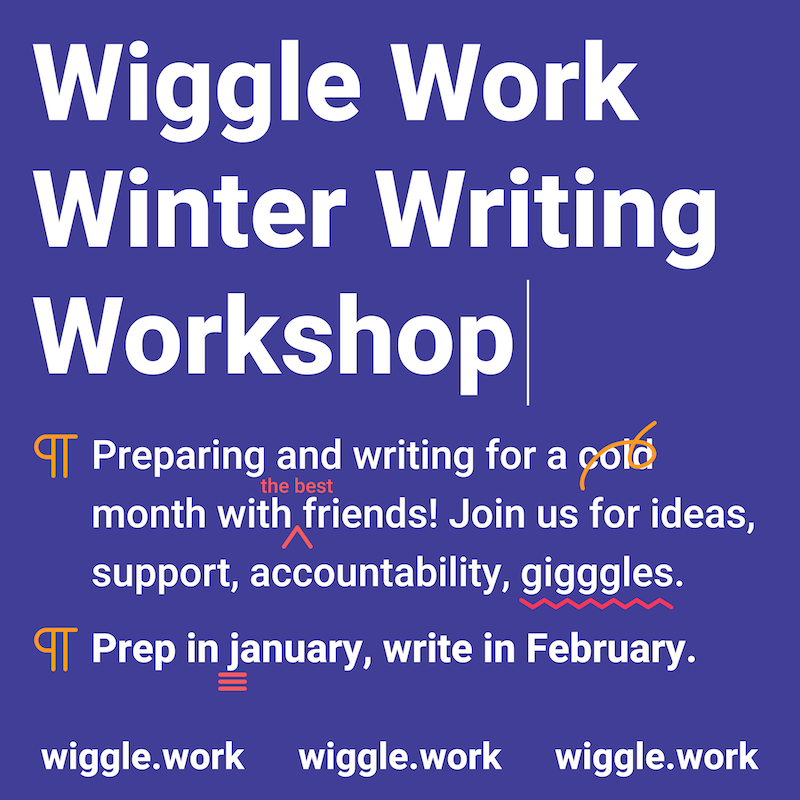 Wiggle Work
Winter Writing
Workshop
¶ Preparing and writing for a cold
the best
month with friends! Join us for ideas,
support, accountability, gigggles.
¶ Prep in january, write in February.
wiggle.work wiggle.work wiggle.work